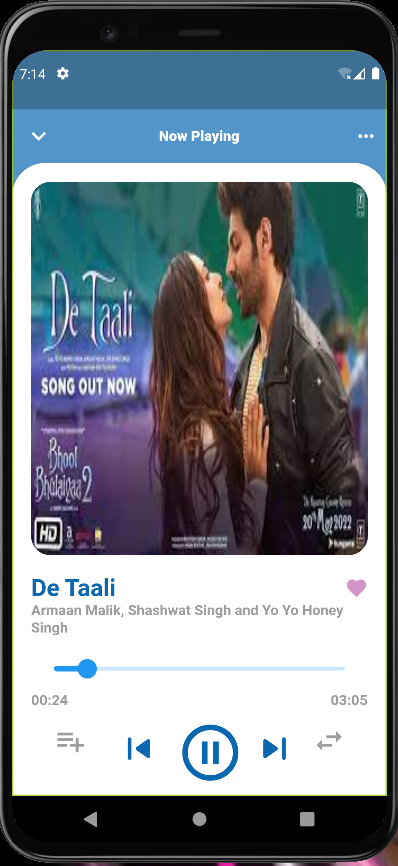 7:14
Now Playing
De Taali
SONG OUT NOW
Bhool
Bhulaiyaa 2
HD
20th May 2022
De Taali
Armaan Malik, Shashwat Singh and Yo Yo Honey
Singh
00:24
03:05